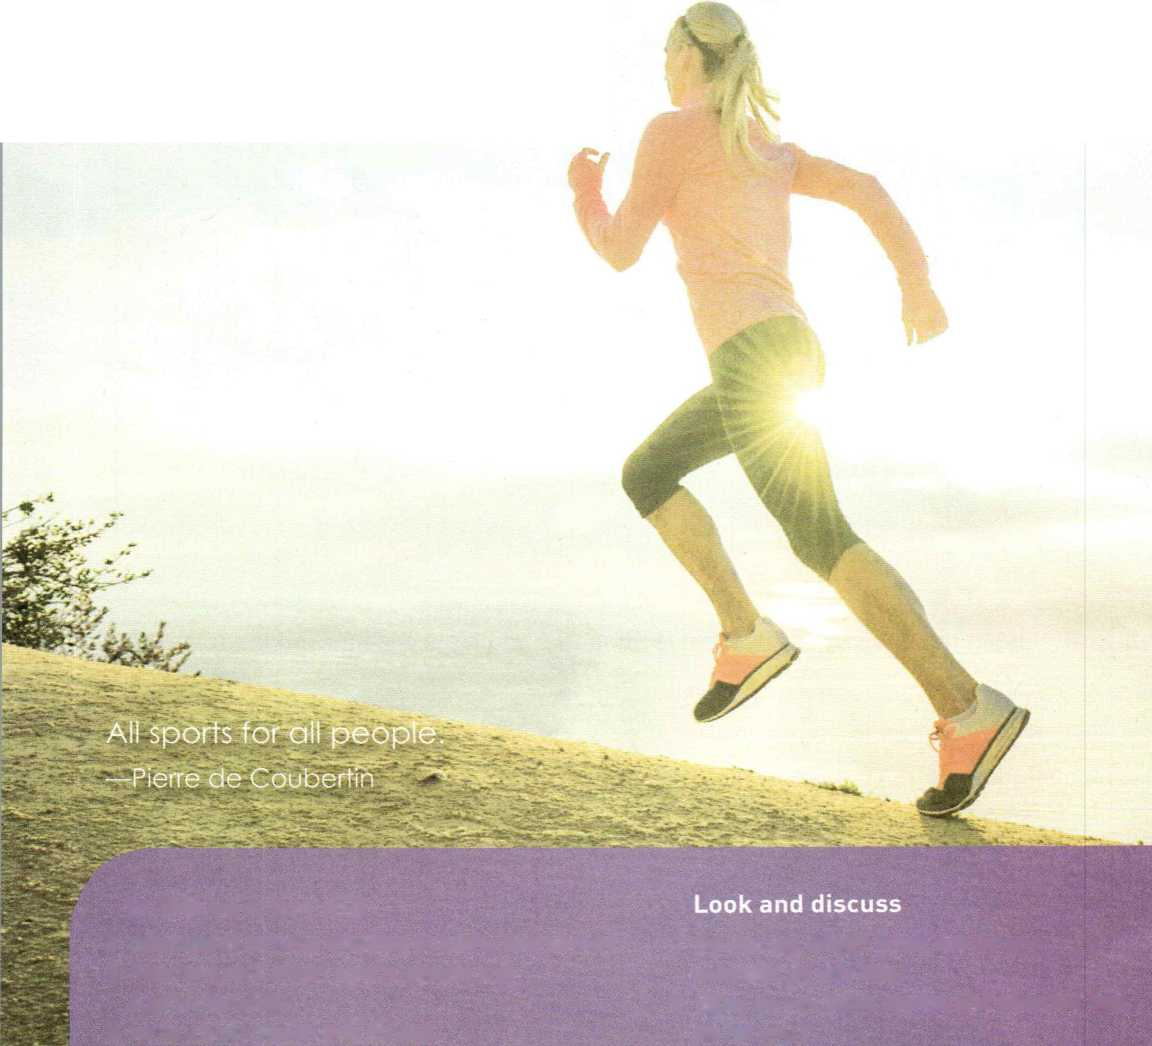 All sports for all people.
—Pierre de Coubertin
Look and discuss